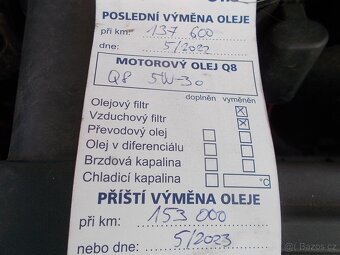 POSLEDNÍ VÝMĚNA OLEJE
při km: 137 600
dne: 5/2022
MOTOROVÝ OLEJ Q8
Q8 5W-30
doplněn vyměněn
Olejový filtr
Vzduchový filtr
Převodový olej
Olej v diferenciálu
Brzdová kapalina
Chladicí kapalina °C
PŘÍŠTÍ VÝMĚNA OLEJE
při km: 153 000
nebo dne: 5/2023
Bazos.cz